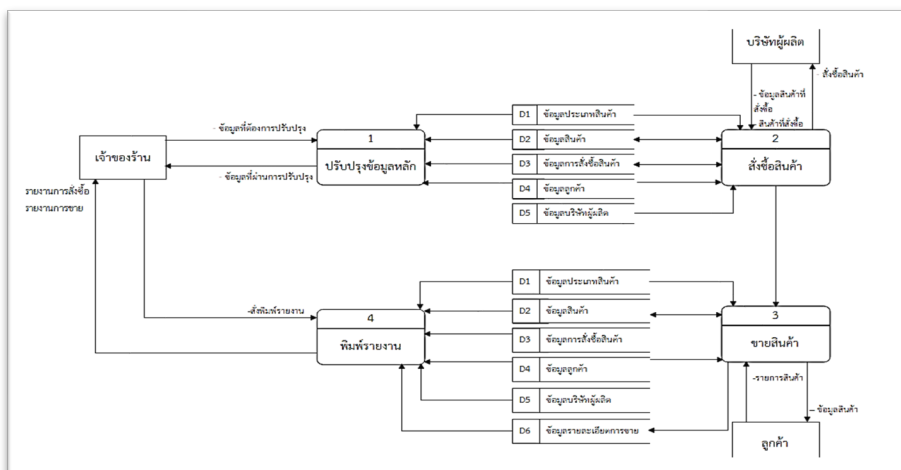 บริษัทผู้ผลิต
- สั่งซื้อสินค้า
- ข้อมูลสินค้าที่
สั่งซื้อ
- สินค้าที่สั่งซื้อ
- ข้อมูลที่ต้องการปรับปรุง
เจ้าของร้าน
1
ปรับปรุงข้อมูลหลัก
- ข้อมูลที่ผ่านการปรับปรุง
D1 ข้อมูลประเภทสินค้า
D2 ข้อมูลสินค้า
D3 ข้อมูลการสั่งซื้อสินค้า
D4 ข้อมูลลูกค้า
D5 ข้อมูลบริษัทผู้ผลิต
2
สั่งซื้อสินค้า
รายงานการสั่งซื้อ
รายงานการขาย
-สั่งพิมพ์รายงาน
4
พิมพ์รายงาน
D1 ข้อมูลประเภทสินค้า
D2 ข้อมูลสินค้า
D3 ข้อมูลการสั่งซื้อสินค้า
D4 ข้อมูลลูกค้า
D5 ข้อมูลบริษัทผู้ผลิต
D6 ข้อมูลรายละเอียดการขาย
3
ขายสินค้า
-รายการสินค้า
- ข้อมูลสินค้า
ลูกค้า